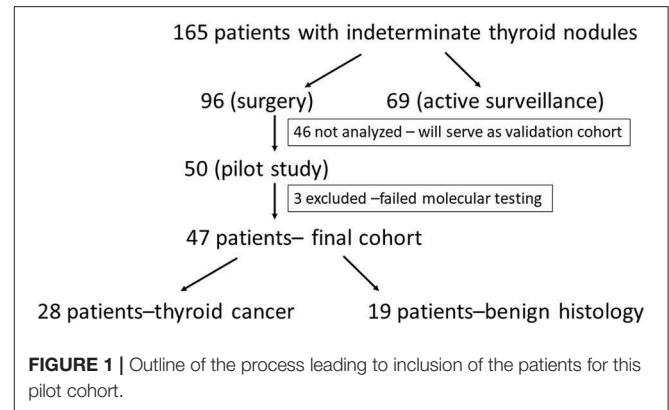 165 patients with indeterminate thyroid nodules
96 (surgery) 69 (active surveillance)
46 not analyzed – will serve as validation cohort
50 (pilot study)
3 excluded –failed molecular testing
47 patients– final cohort
28 patients–thyroid cancer 19 patients–benign histology
FIGURE 1 | Outline of the process leading to inclusion of the patients for this
pilot cohort.